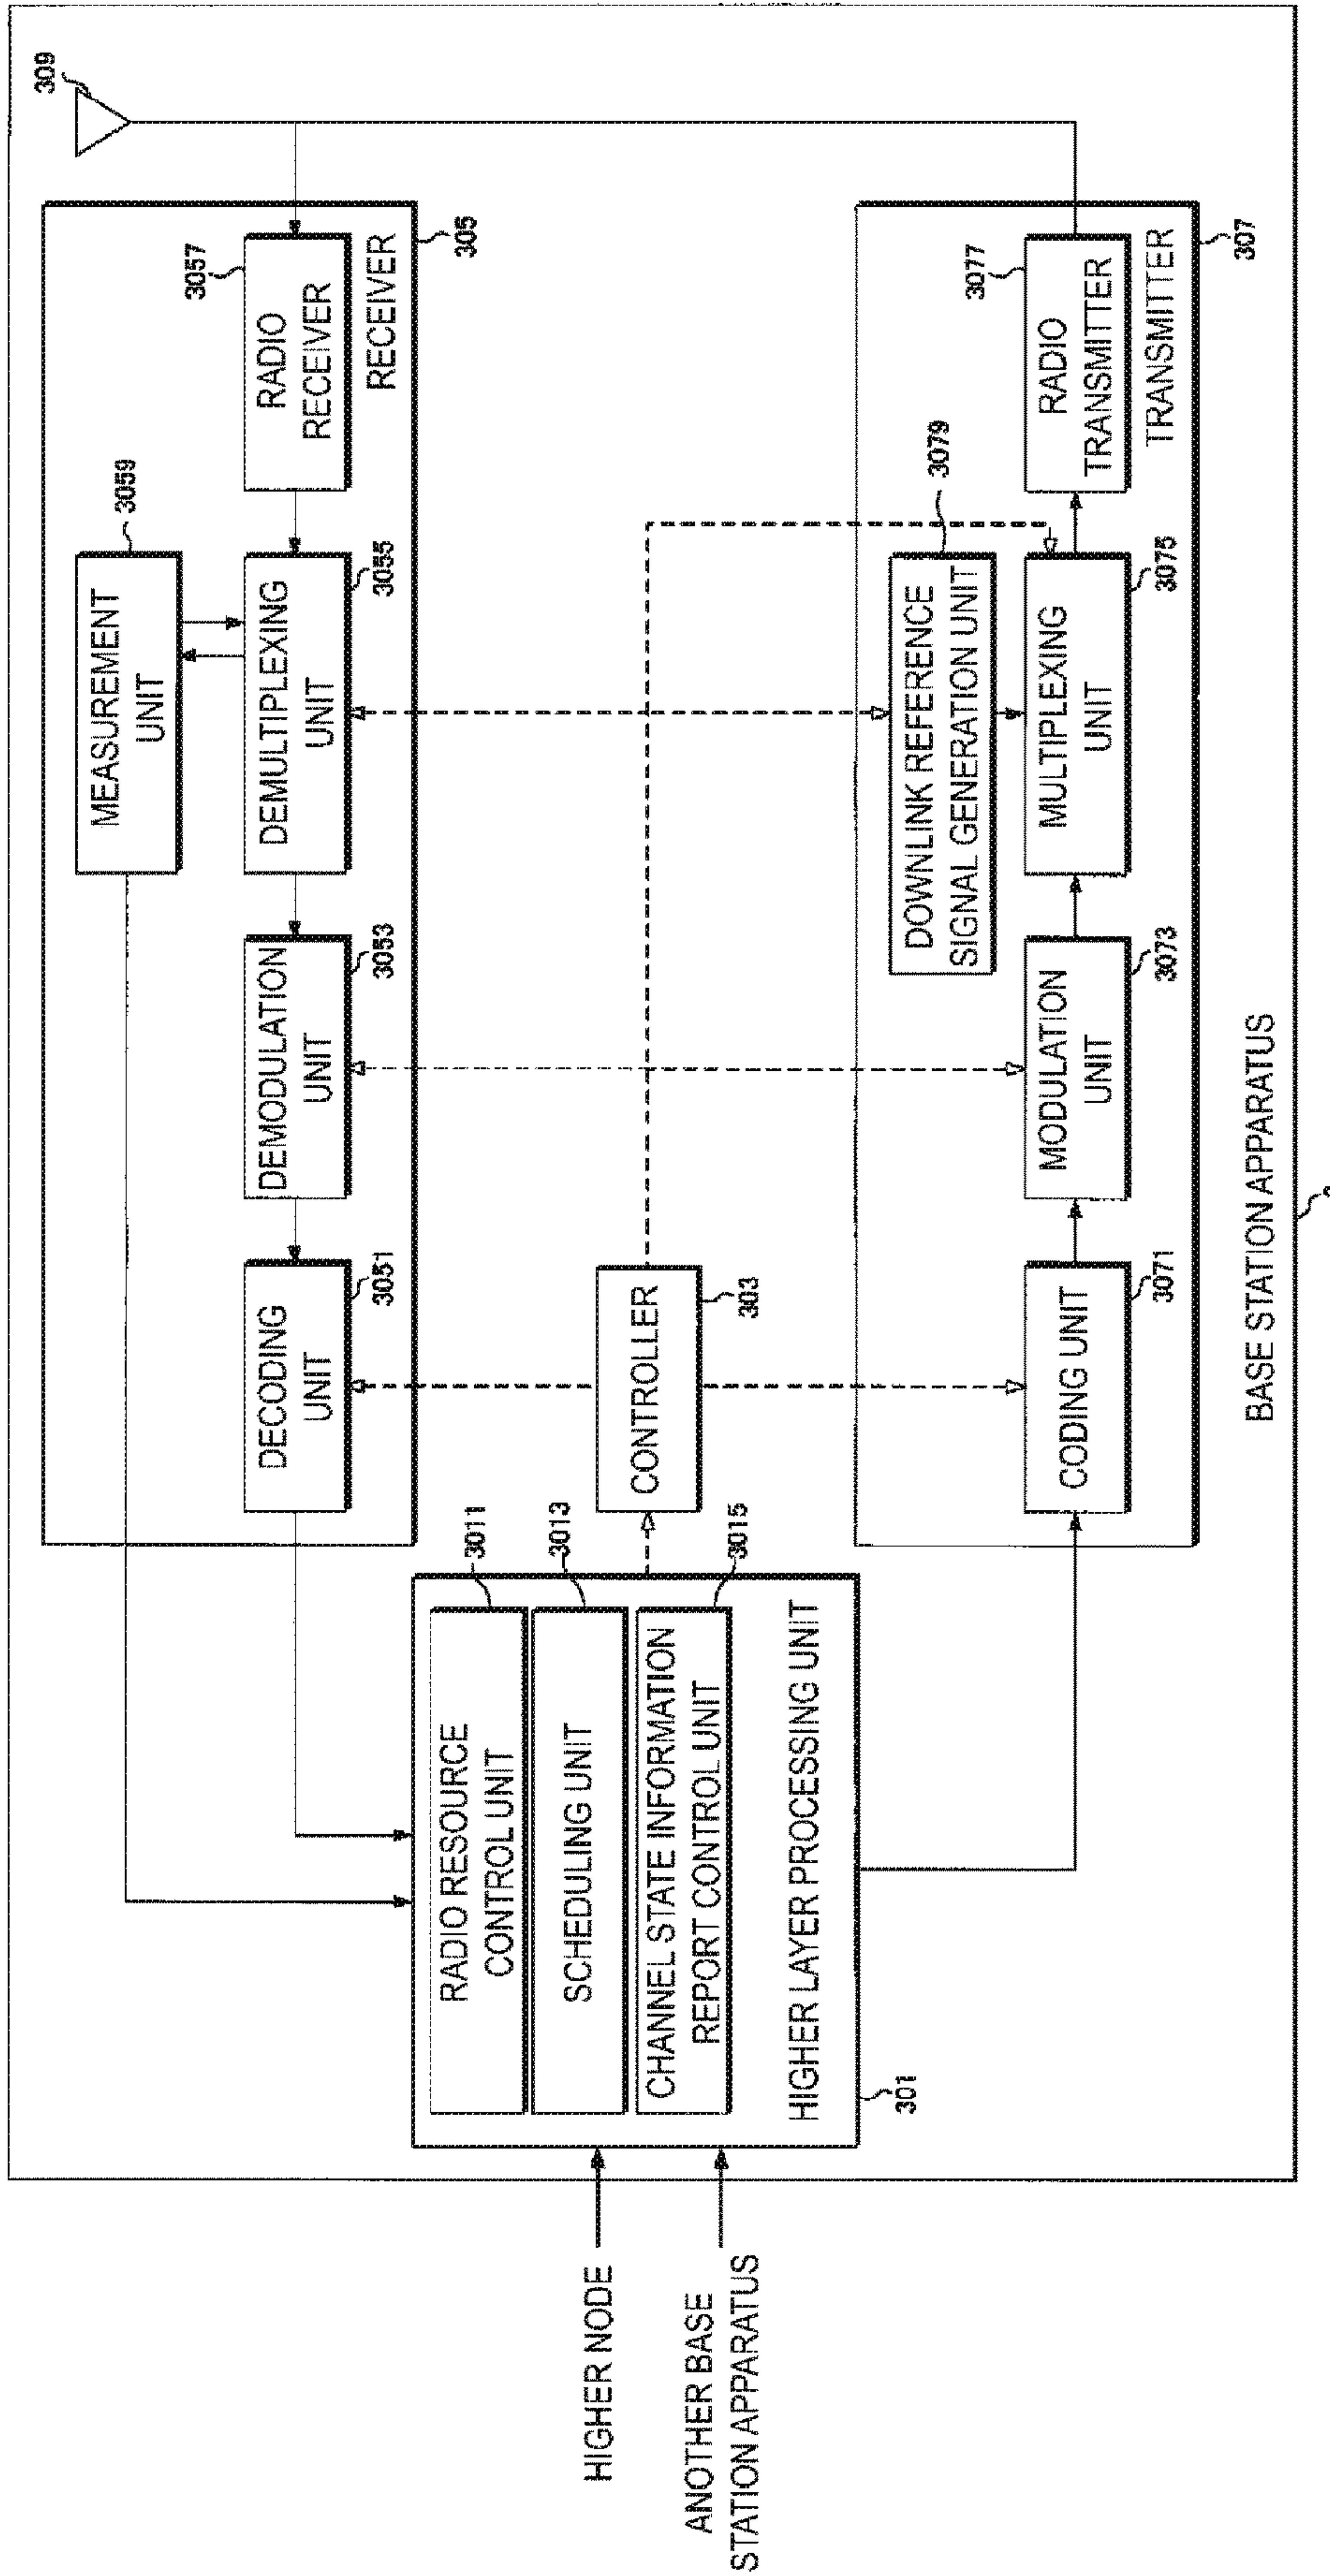 309
3057
RADIO
RECEIVER
RECEIVER
305
3059
MEASUREMENT
UNIT
DEMULTIPLEXING
UNIT
3055
DEMODULATION
UNIT
3053
DECODING
UNIT
3051
CONTROLLER
303
RADIO RESOURCE
CONTROL UNIT
3011
SCHEDULING UNIT
3013
CHANNEL STATE INFORMATION
REPORT CONTROL UNIT
3015
HIGHER LAYER PROCESSING UNIT
301
HIGHER NODE
ANOTHER BASE
STATION APPARATUS
DOWNLINK REFERENCE
SIGNAL GENERATION UNIT
3079
CODING UNIT
3071
MODULATION
UNIT
3073
MULTIPLEXING
UNIT
3075
RADIO
TRANSMITTER
3077
TRANSMITTER
307
BASE STATION APPARATUS